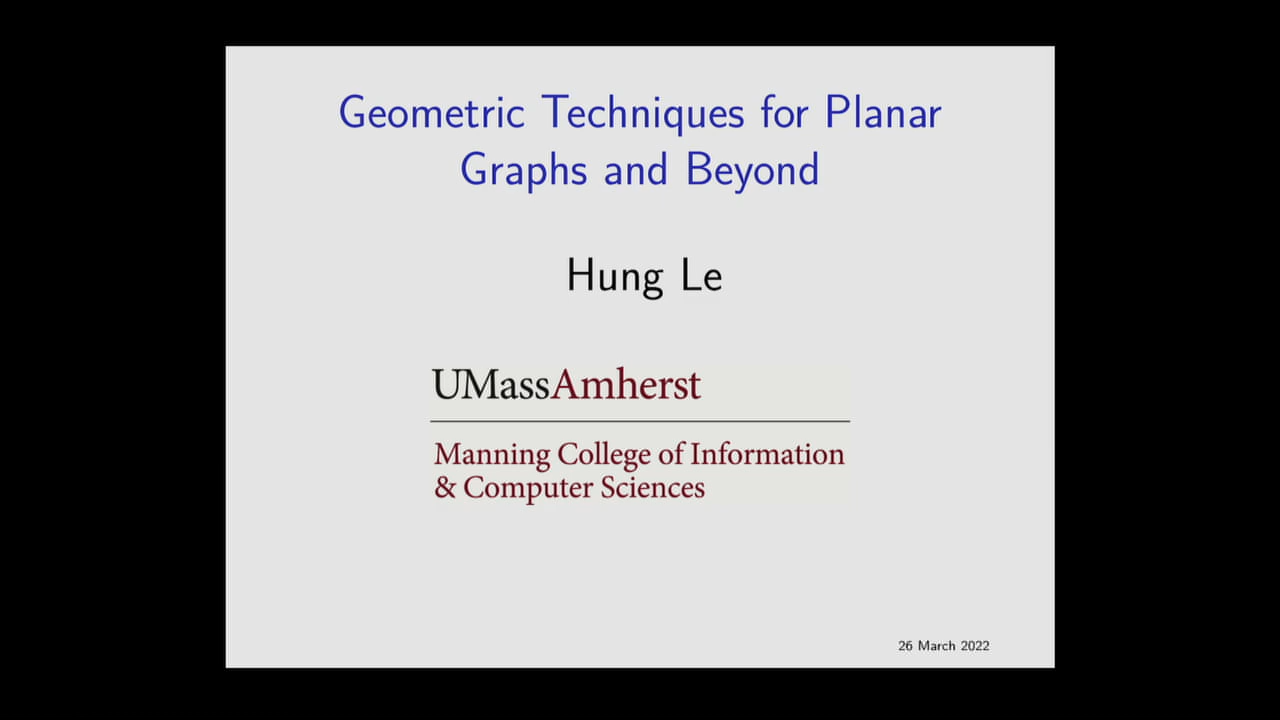 Geometric Techniques for Planar
Graphs and Beyond
Hung Le
UMassAmherst
Manning College of Information
& Computer Sciences
26 March 2022